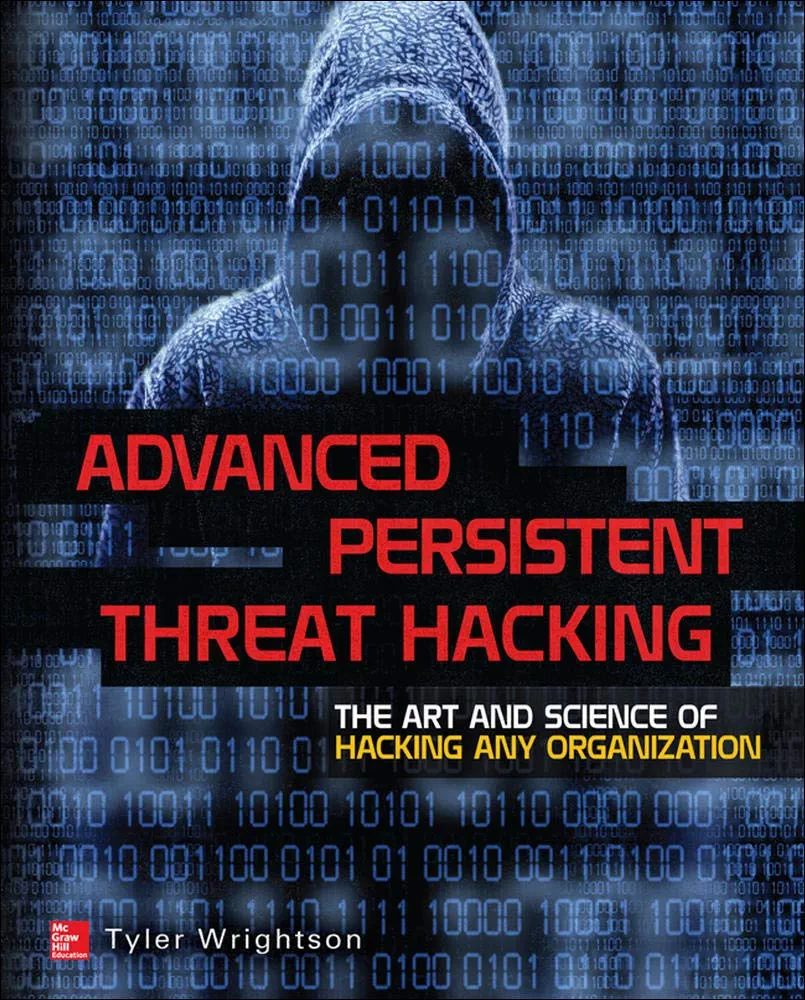 ADVANCED
PERSISTENT
THREAT HACKING
THE ART AND SCIENCE OF
HACKING ANY ORGANIZATION
Mc
Graw
Hill
Education
Tyler Wrightson